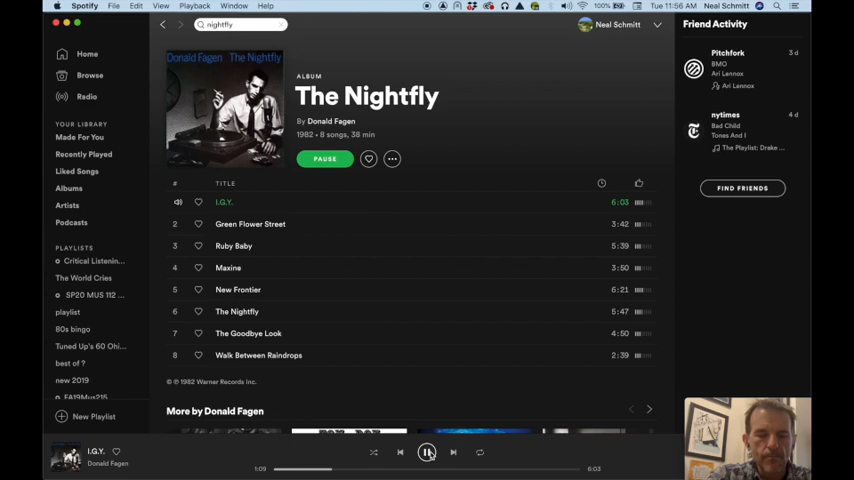 Spotify File Edit View Playback Window Help 100% Tue 11:56 AM Neal Schmitt
nightfly
Neal Schmitt
Friend Activity
Home
Browse
Radio
YOUR LIBRARY
Made For You
Recently Played
Liked Songs
Albums
Artists
Podcasts
PLAYLISTS
Critical Listenin...
The World Cries
SP20 MUS 112 ...
playlist
80s bingo
Tuned Up's 60 Ohi...
best of ?
new 2019
FA19Mus215
New Playlist
Donald Fagen The Nightfly
ALBUM
The Nightfly
By Donald Fagen
1982 • 8 songs, 38 min
PAUSE
# TITLE
I.G.Y. 6:03
2 Green Flower Street 3:42
3 Ruby Baby 5:39
4 Maxine 3:50
5 New Frontier 6:21
6 The Nightfly 5:47
7 The Goodbye Look 4:50
8 Walk Between Raindrops 2:39
© ℗ 1982 Warner Records Inc.
More by Donald Fagen
Pitchfork 3 d
BMO
Ari Lennox
Ari Lennox
nytimes 4 d
Bad Child
Tones And I
The Playlist: Drake ...
FIND FRIENDS
I.G.Y.
Donald Fagen
1:09 6:03